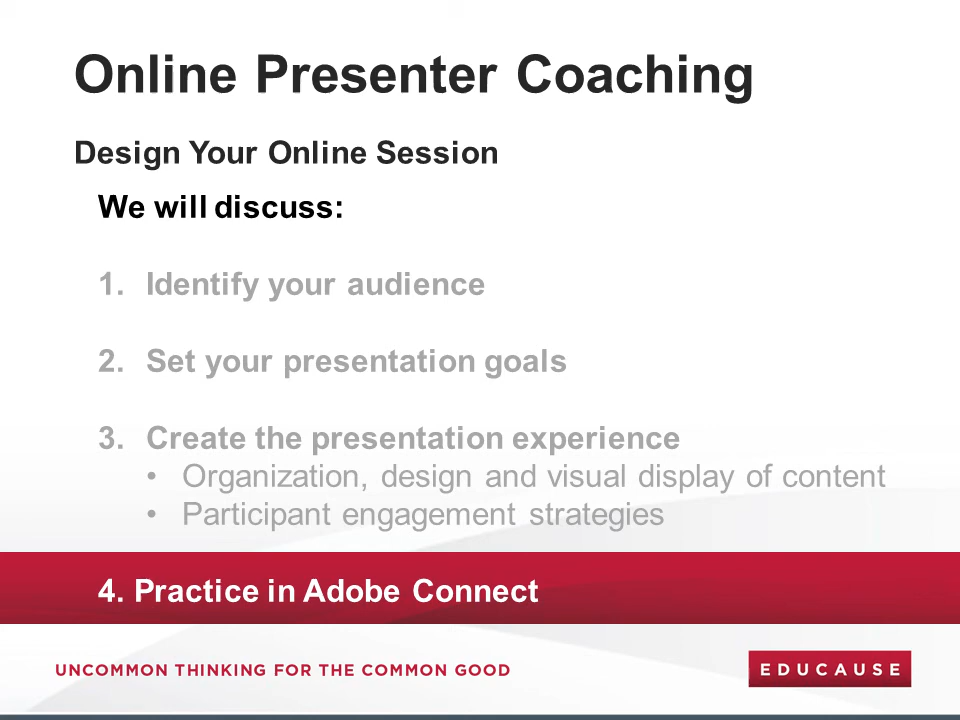 Online Presenter Coaching
Design Your Online Session
We will discuss:
1. Identify your audience
2. Set your presentation goals
3. Create the presentation experience
• Organization, design and visual display of content
• Participant engagement strategies
4. Practice in Adobe Connect
UNCOMMON THINKING FOR THE COMMON GOOD
EDUCAUSE